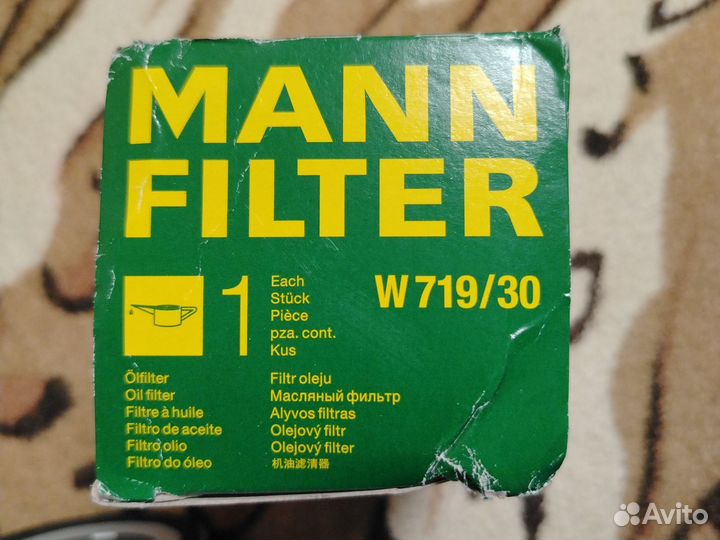 MANN
FILTER
1
Each
Stück
Pièce
pza. cont.
Kus
W 719/30
Ölfilter
Oil filter
Filtre à huile
Filtro de aceite
Filtro olio
Filtro do óleo
Filtr oleju
Масляный фильтр
Alyvos filtras
Olejový filtr
Olejový filter
机油滤清器
Avito